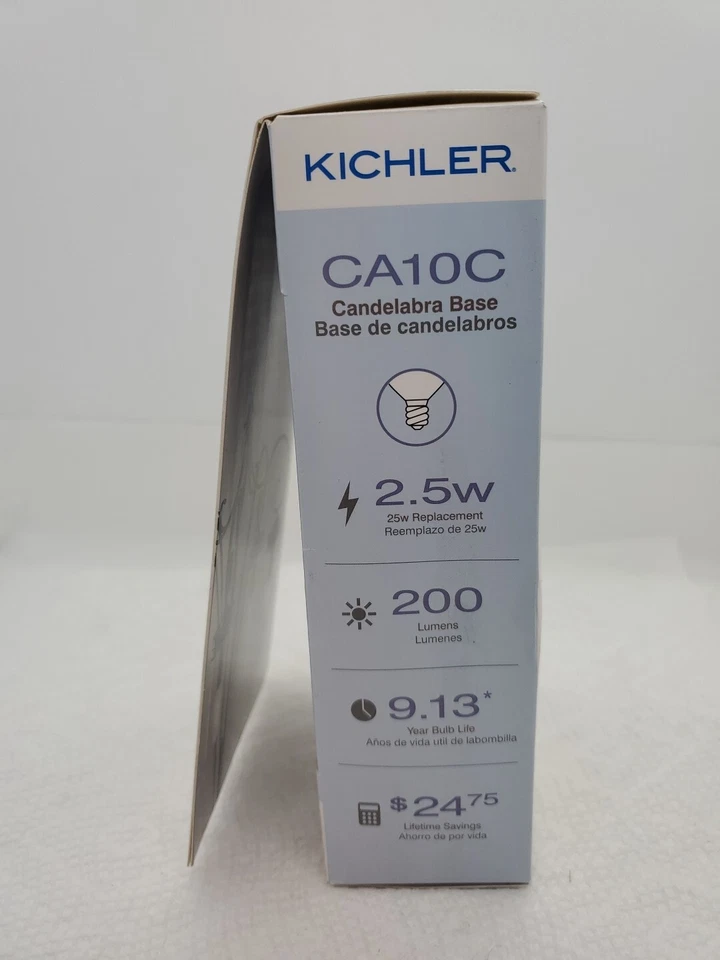 KICHLER®
CA10C
Candelabra Base
Base de candelabros
2.5w
25w Replacement
Reemplazo de 25w
200
Lumens
Lumenes
9.13*
Year Bulb Life
Años de vida util de labombilla
$24.75
Lifetime Savings
Ahorro de por vida